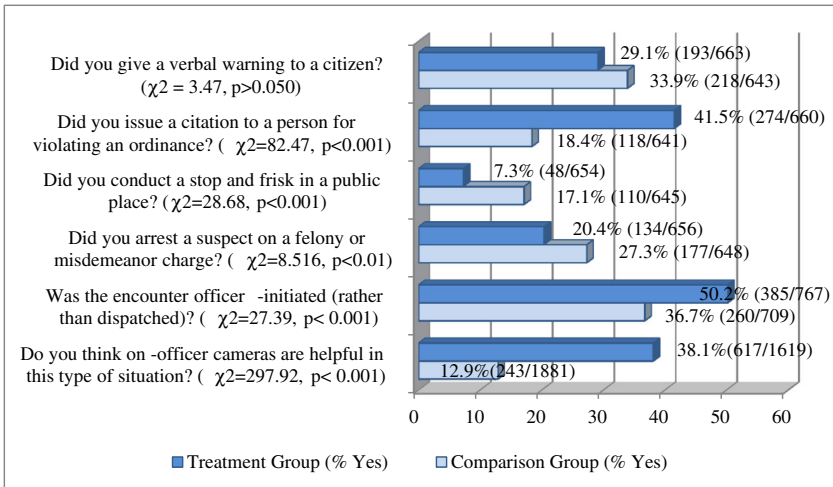 Did you give a verbal warning to a citizen?
(χ2 = 3.47, p>0.050)
29.1% (193/663)
33.9% (218/643)
Did you issue a citation to a person for
violating an ordinance? ( χ2=82.47, p<0.001)
41.5% (274/660)
18.4% (118/641)
Did you conduct a stop and frisk in a public
place? (χ2=28.68, p<0.001)
7.3% (48/654)
17.1% (110/645)
Did you arrest a suspect on a felony or
misdemeanor charge? ( χ2=8.516, p<0.01)
20.4% (134/656)
27.3% (177/648)
Was the encounter officer -initiated (rather
than dispatched)? ( χ2=27.39, p< 0.001)
50.2% (385/767)
36.7% (260/709)
Do you think on -officer cameras are helpful in
this type of situation? ( χ2=297.92, p< 0.001)
38.1%(617/1619)
12.9%(243/1881)
0 10 20 30 40 50 60
Treatment Group (% Yes) Comparison Group (% Yes)